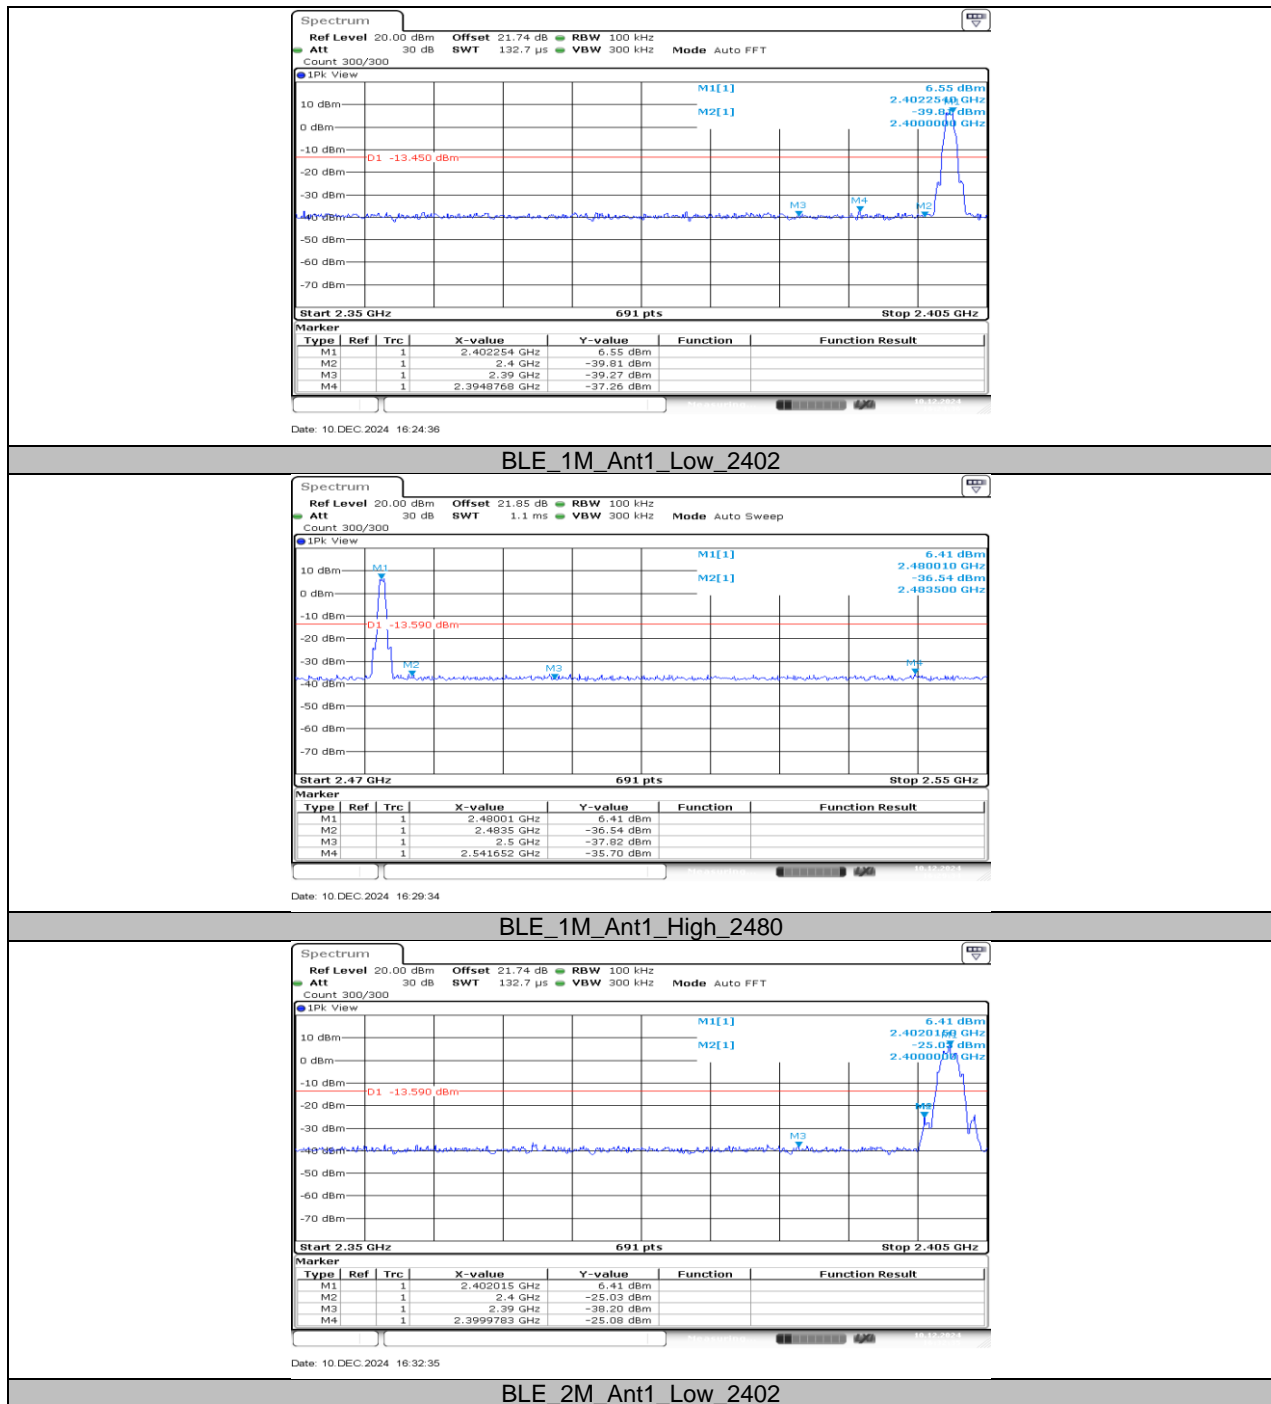 Spectrum
Ref Level 20.00 dBm Offset 21.74 dB RBW 100 kHz
Att 30 dB SWT 132.7 µs VBW 300 kHz Mode Auto FFT
Count 300/300
1Pk View
M1[1] 6.55 dBm
2.4022540 GHz
M2[1] -39.81 dBm
2.4000000 GHz
M1
10 dBm
0 dBm
-10 dBm
D1 -13.450 dBm
-20 dBm
-30 dBm
M3 M4 M2
-40 dBm
-50 dBm
-60 dBm
-70 dBm
Start 2.35 GHz 691 pts Stop 2.405 GHz
Marker
Type Ref Trc X-value Y-value Function Function Result
M1 1 2.402254 GHz 6.55 dBm
M2 1 2.4 GHz -39.81 dBm
M3 1 2.39 GHz -39.27 dBm
M4 1 2.3948768 GHz -37.26 dBm
Date: 10.DEC.2024 16:24:36
BLE_1M_Ant1_Low_2402
Spectrum
Ref Level 20.00 dBm Offset 21.85 dB RBW 100 kHz
Att 30 dB SWT 1.1 ms VBW 300 kHz Mode Auto Sweep
Count 300/300
1Pk View
M1[1] 6.41 dBm
2.480010 GHz
M2[1] -36.54 dBm
2.483500 GHz
M1
10 dBm
0 dBm
-10 dBm
D1 -13.590 dBm
-20 dBm
-30 dBm
M2 M3 M4
-40 dBm
-50 dBm
-60 dBm
-70 dBm
Start 2.47 GHz 691 pts Stop 2.55 GHz
Marker
Type Ref Trc X-value Y-value Function Function Result
M1 1 2.48001 GHz 6.41 dBm
M2 1 2.4835 GHz -36.54 dBm
M3 1 2.5 GHz -37.82 dBm
M4 1 2.541652 GHz -35.70 dBm
Date: 10.DEC.2024 16:29:34
BLE_1M_Ant1_High_2480
Spectrum
Ref Level 20.00 dBm Offset 21.74 dB RBW 100 kHz
Att 30 dB SWT 132.7 µs VBW 300 kHz Mode Auto FFT
Count 300/300
1Pk View
M1[1] 6.41 dBm
2.4020150 GHz
M2[1] -25.03 dBm
2.4000000 GHz
10 dBm
0 dBm
-10 dBm
D1 -13.590 dBm
-20 dBm
-30 dBm
M3
-40 dBm
-50 dBm
-60 dBm
-70 dBm
Start 2.35 GHz 691 pts Stop 2.405 GHz
Marker
Type Ref Trc X-value Y-value Function Function Result
M1 1 2.402015 GHz 6.41 dBm
M2 1 2.4 GHz -25.03 dBm
M3 1 2.39 GHz -38.20 dBm
M4 1 2.3999783 GHz -25.08 dBm
Date: 10.DEC.2024 16:32:35
BLE_2M_Ant1_Low_2402